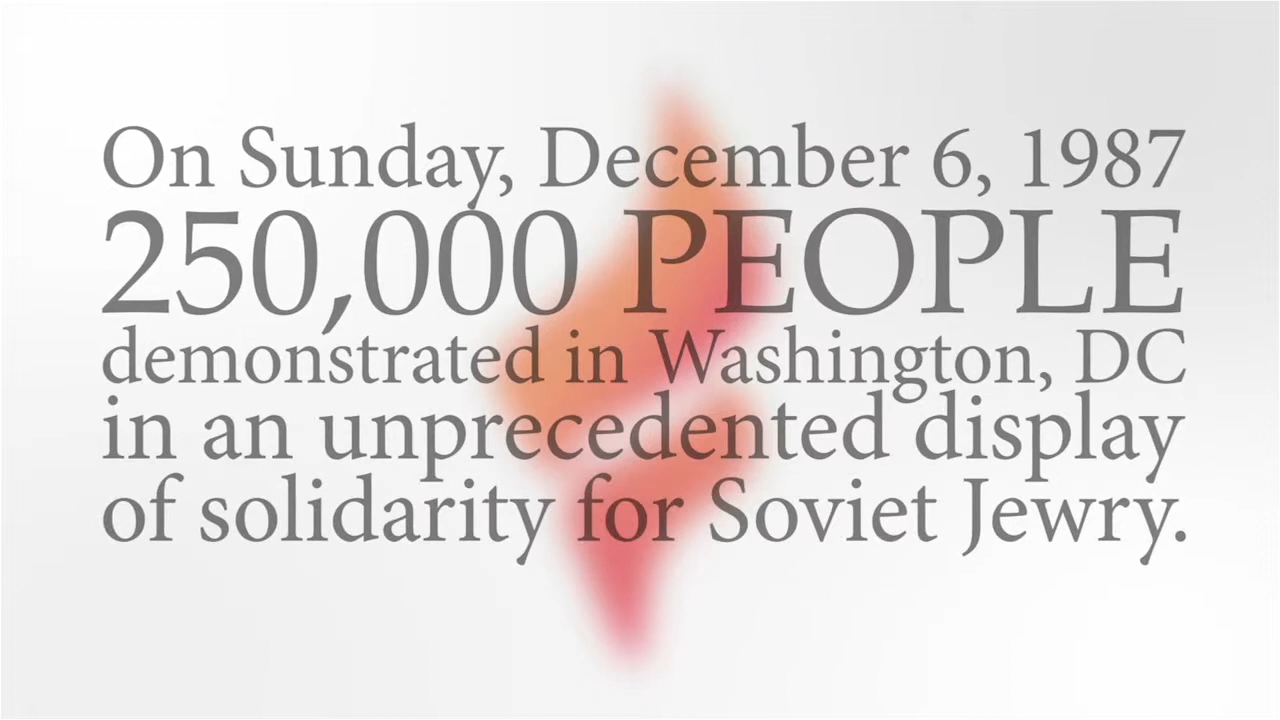 On Sunday, December 6, 1987
250,000 PEOPLE
demonstrated in Washington, DC
in an unprecedented display
of solidarity for Soviet Jewry.